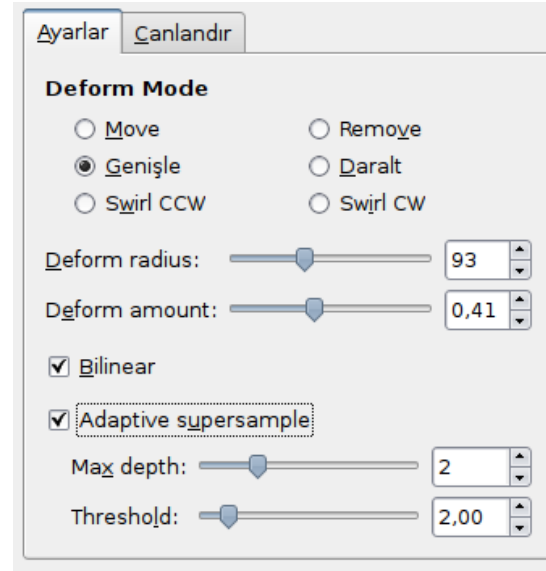 Ayarlar Canlandır
Deform Mode
Move Remove
Genişle Daralt
Swirl CCW Swirl CW
Deform radius: 93
Deform amount: 0,41
Bilinear
Adaptive supersample
Max depth: 2
Threshold: 2,00